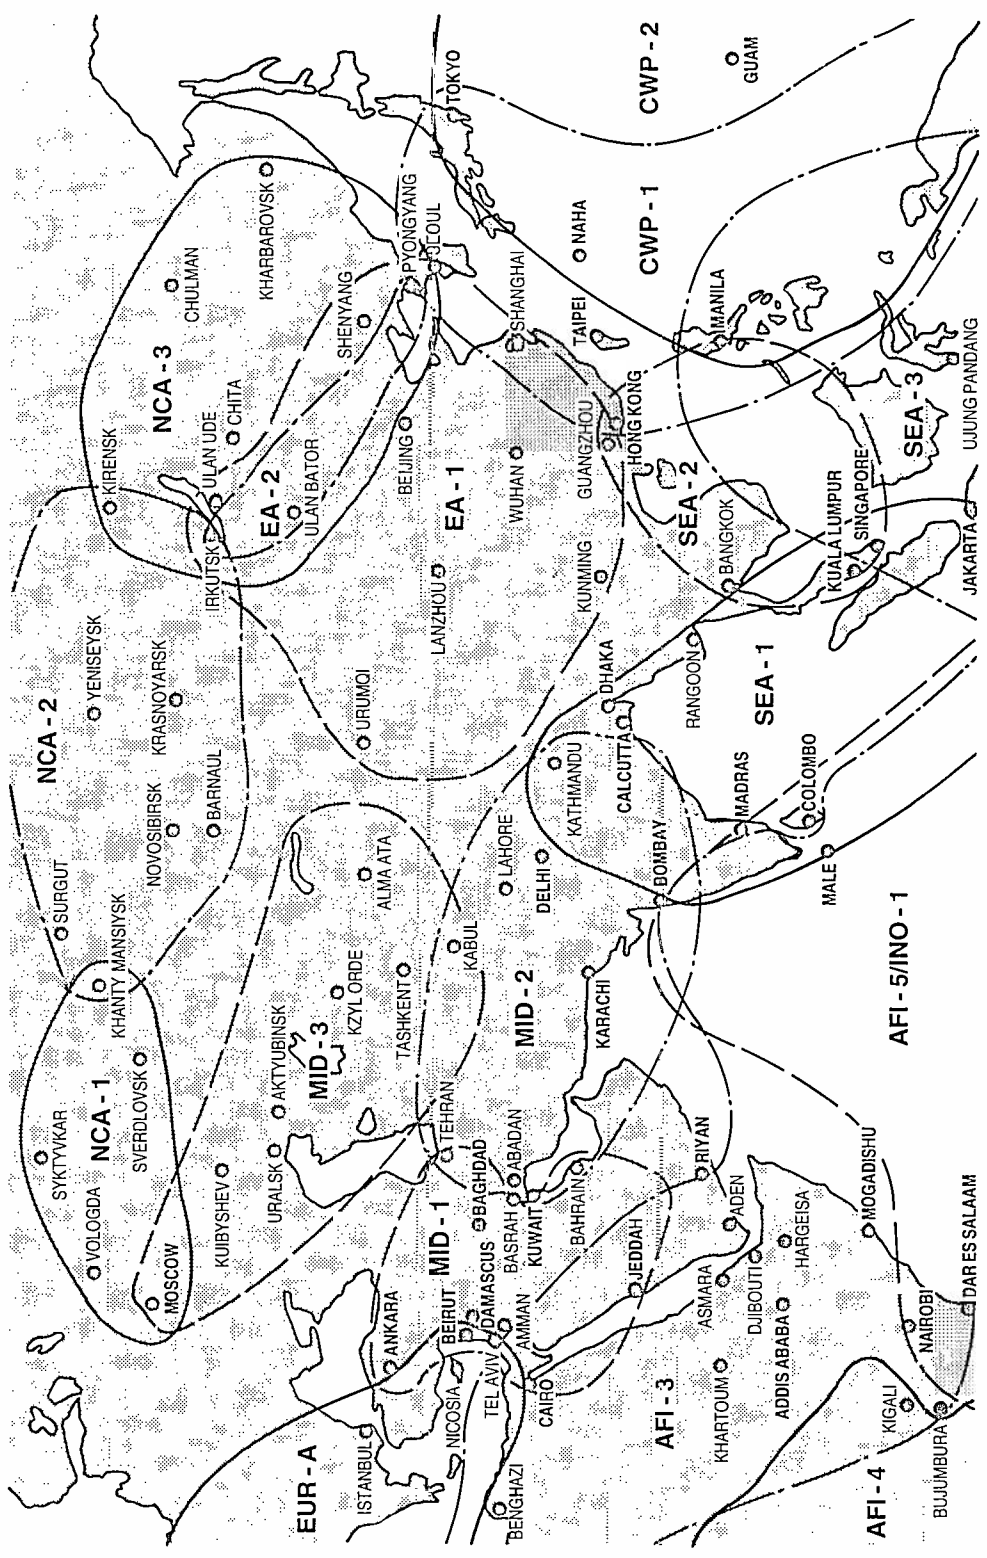 SYKTYVKAR
SURGUT
NCA - 2
VOLOGDA
NCA - 1
YENISEYSK
KIRENSK
KHANTY MANSIYSK
SVERDLOVSK
MOSCOW
NOVOSIBIRSK
KRASNOYARSK
NCA - 3
CHULMAN
KUIBYSHEV
BARNAUL
IRKUTSK
ULAN UDE
CHITA
KHARBAROVSK
URALSK
AKTYUBINSK
EA - 2
ULAN BATOR
EUR - A
MID - 3
KZYL ORDE
ALMA ATA
URUMQI
SHENYANG
ISTANBUL
ANKARA
TASHKENT
BEIJING
PYONGYANG
SEOUL
LANZHOU
MID - 1
TEHRAN
KABUL
EA - 1
TOKYO
NICOSIA
BEIRUT
DAMASCUS
BAGHDAD
TEL AVIV
AMMAN
BASRAH
ABADAN
LAHORE
WUHAN
SHANGHAI
BENGHAZI
CAIRO
KUWAIT
MID - 2
DELHI
BAHRAIN
KATHMANDU
KUNMING
GUANGZHOU
TAIPEI
NAHA
KARACHI
CALCUTTA
DHAKA
HONG KONG
JEDDAH
CWP - 1
CWP - 2
AFI - 3
BOMBAY
RANGOON
SEA - 2
RIYAN
ASMARA
KHARTOUM
ADEN
BANGKOK
MANILA
GUAM
DJIBOUTI
MADRAS
SEA - 1
ADDIS ABABA
HARGEISA
COLOMBO
MALE
KUALA LUMPUR
SINGAPORE
MOGADISHU
AFI - 4
KIGALI
AFI - 5/INO - 1
SEA - 3
NAIROBI
BUJUMBURA
DAR ES SALAAM
JAKARTA
UJUNG PANDANG